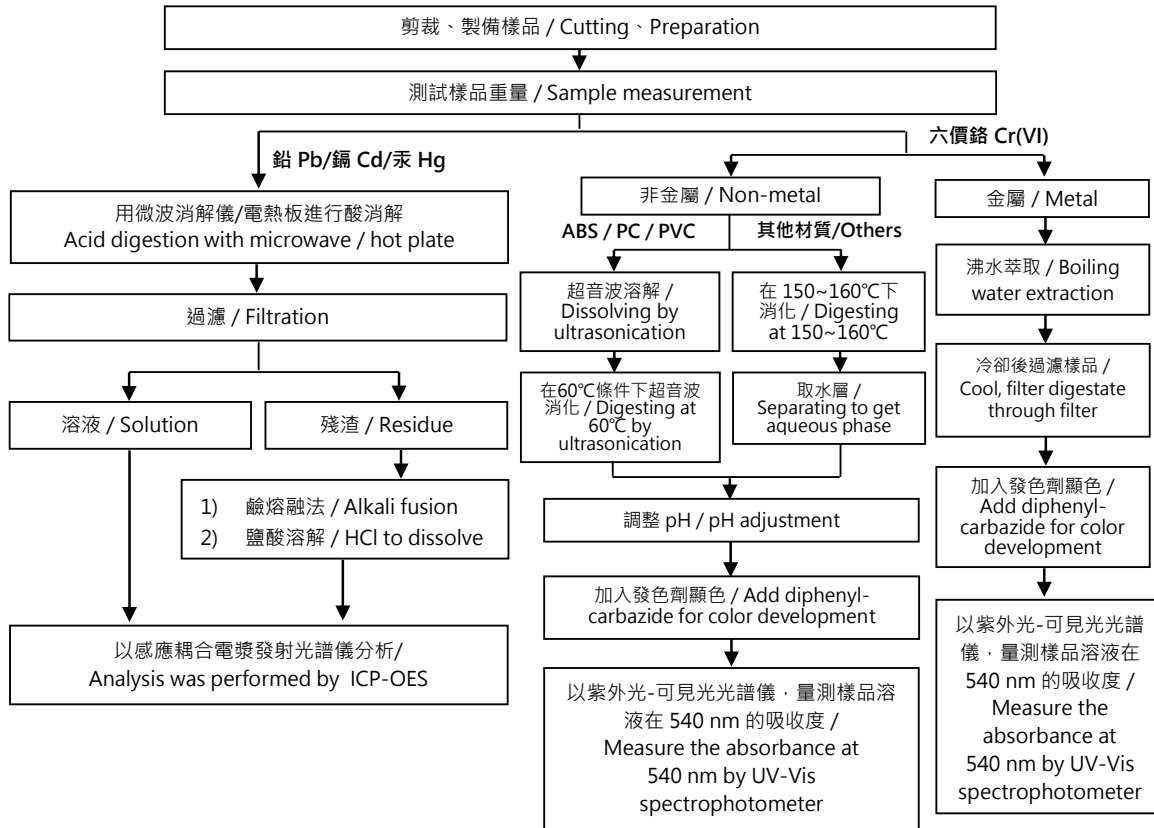 剪裁、製備樣品 / Cutting、Preparation
測試樣品重量 / Sample measurement
鉛 Pb/鎘 Cd/汞 Hg
六價鉻 Cr(VI)
用微波消解儀/電熱板進行酸消解
Acid digestion with microwave / hot plate
過濾 / Filtration
溶液 / Solution
殘渣 / Residue
1) 鹼熔融法 / Alkali fusion
2) 鹽酸溶解 / HCl to dissolve
以感應耦合電漿發射光譜儀分析/
Analysis was performed by ICP-OES
非金屬 / Non-metal
ABS / PC / PVC
其他材質/Others
超音波溶解 /
Dissolving by
ultrasonication
在60℃條件下超音波
消化 / Digesting at
60℃ by
ultrasonication
在 150~160℃下
消化 / Digesting
at 150~160℃
取水層 /
Separating to get
aqueous phase
調整 pH / pH adjustment
加入發色劑顯色 / Add diphenyl-
carbazide for color development
以紫外光-可見光光譜儀，量測樣品溶
液在 540 nm 的吸收度 /
Measure the absorbance at
540 nm by UV-Vis
spectrophotometer
金屬 / Metal
沸水萃取 / Boiling
water extraction
冷卻後過濾樣品 /
Cool, filter digestate
through filter
加入發色劑顯色 /
Add diphenyl-
carbazide for color
development
以紫外光-可見光光譜
儀，量測樣品溶液在
540 nm 的吸收度 /
Measure the
absorbance at
540 nm by UV-Vis
spectrophotometer